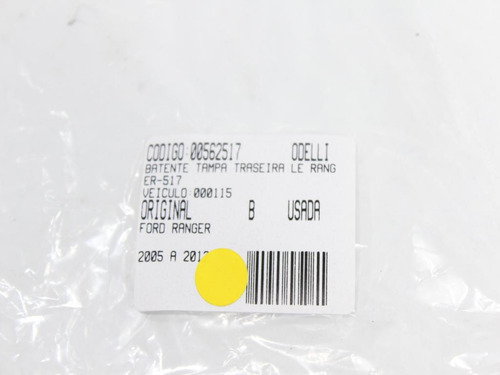 CODIGO:00562517 ODELLI
BATENTE TAMPA TRASEIRA LE RANG
ER-517
VEICULO:000115
ORIGINAL B USADA
FORD RANGER
2005 A